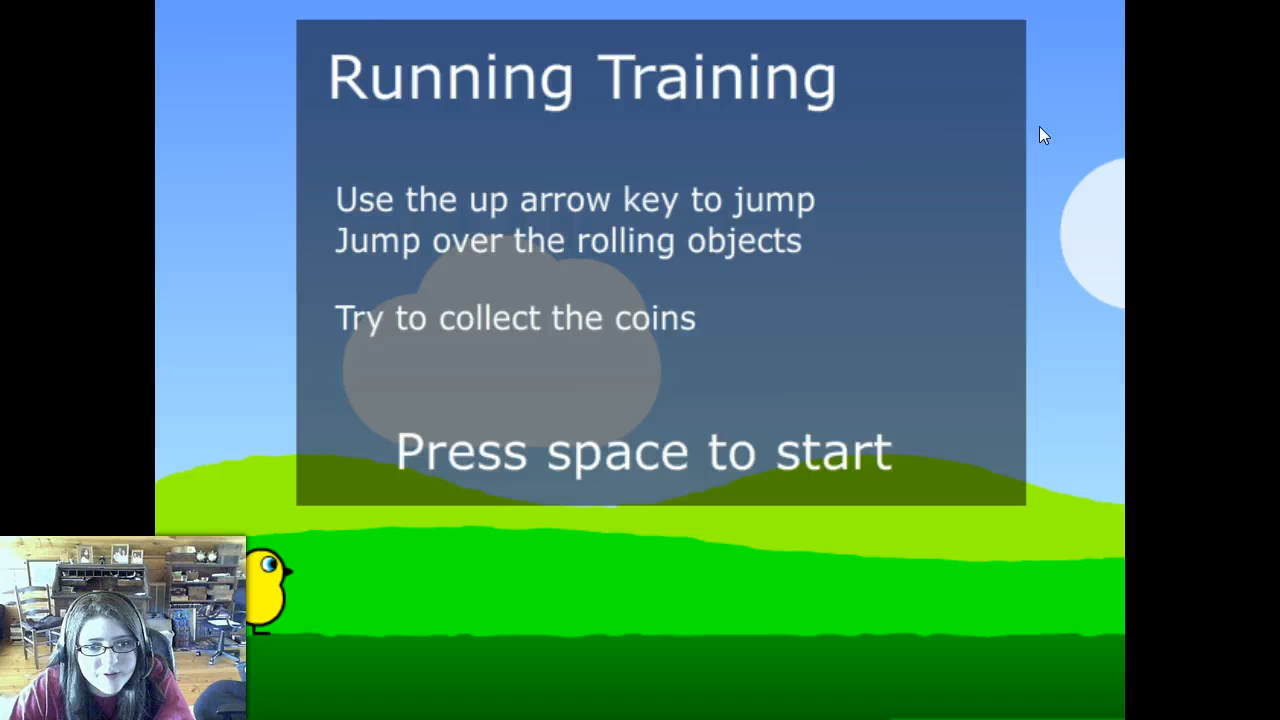 Running Training
Use the up arrow key to jump
Jump over the rolling objects
Try to collect the coins
Press space to start